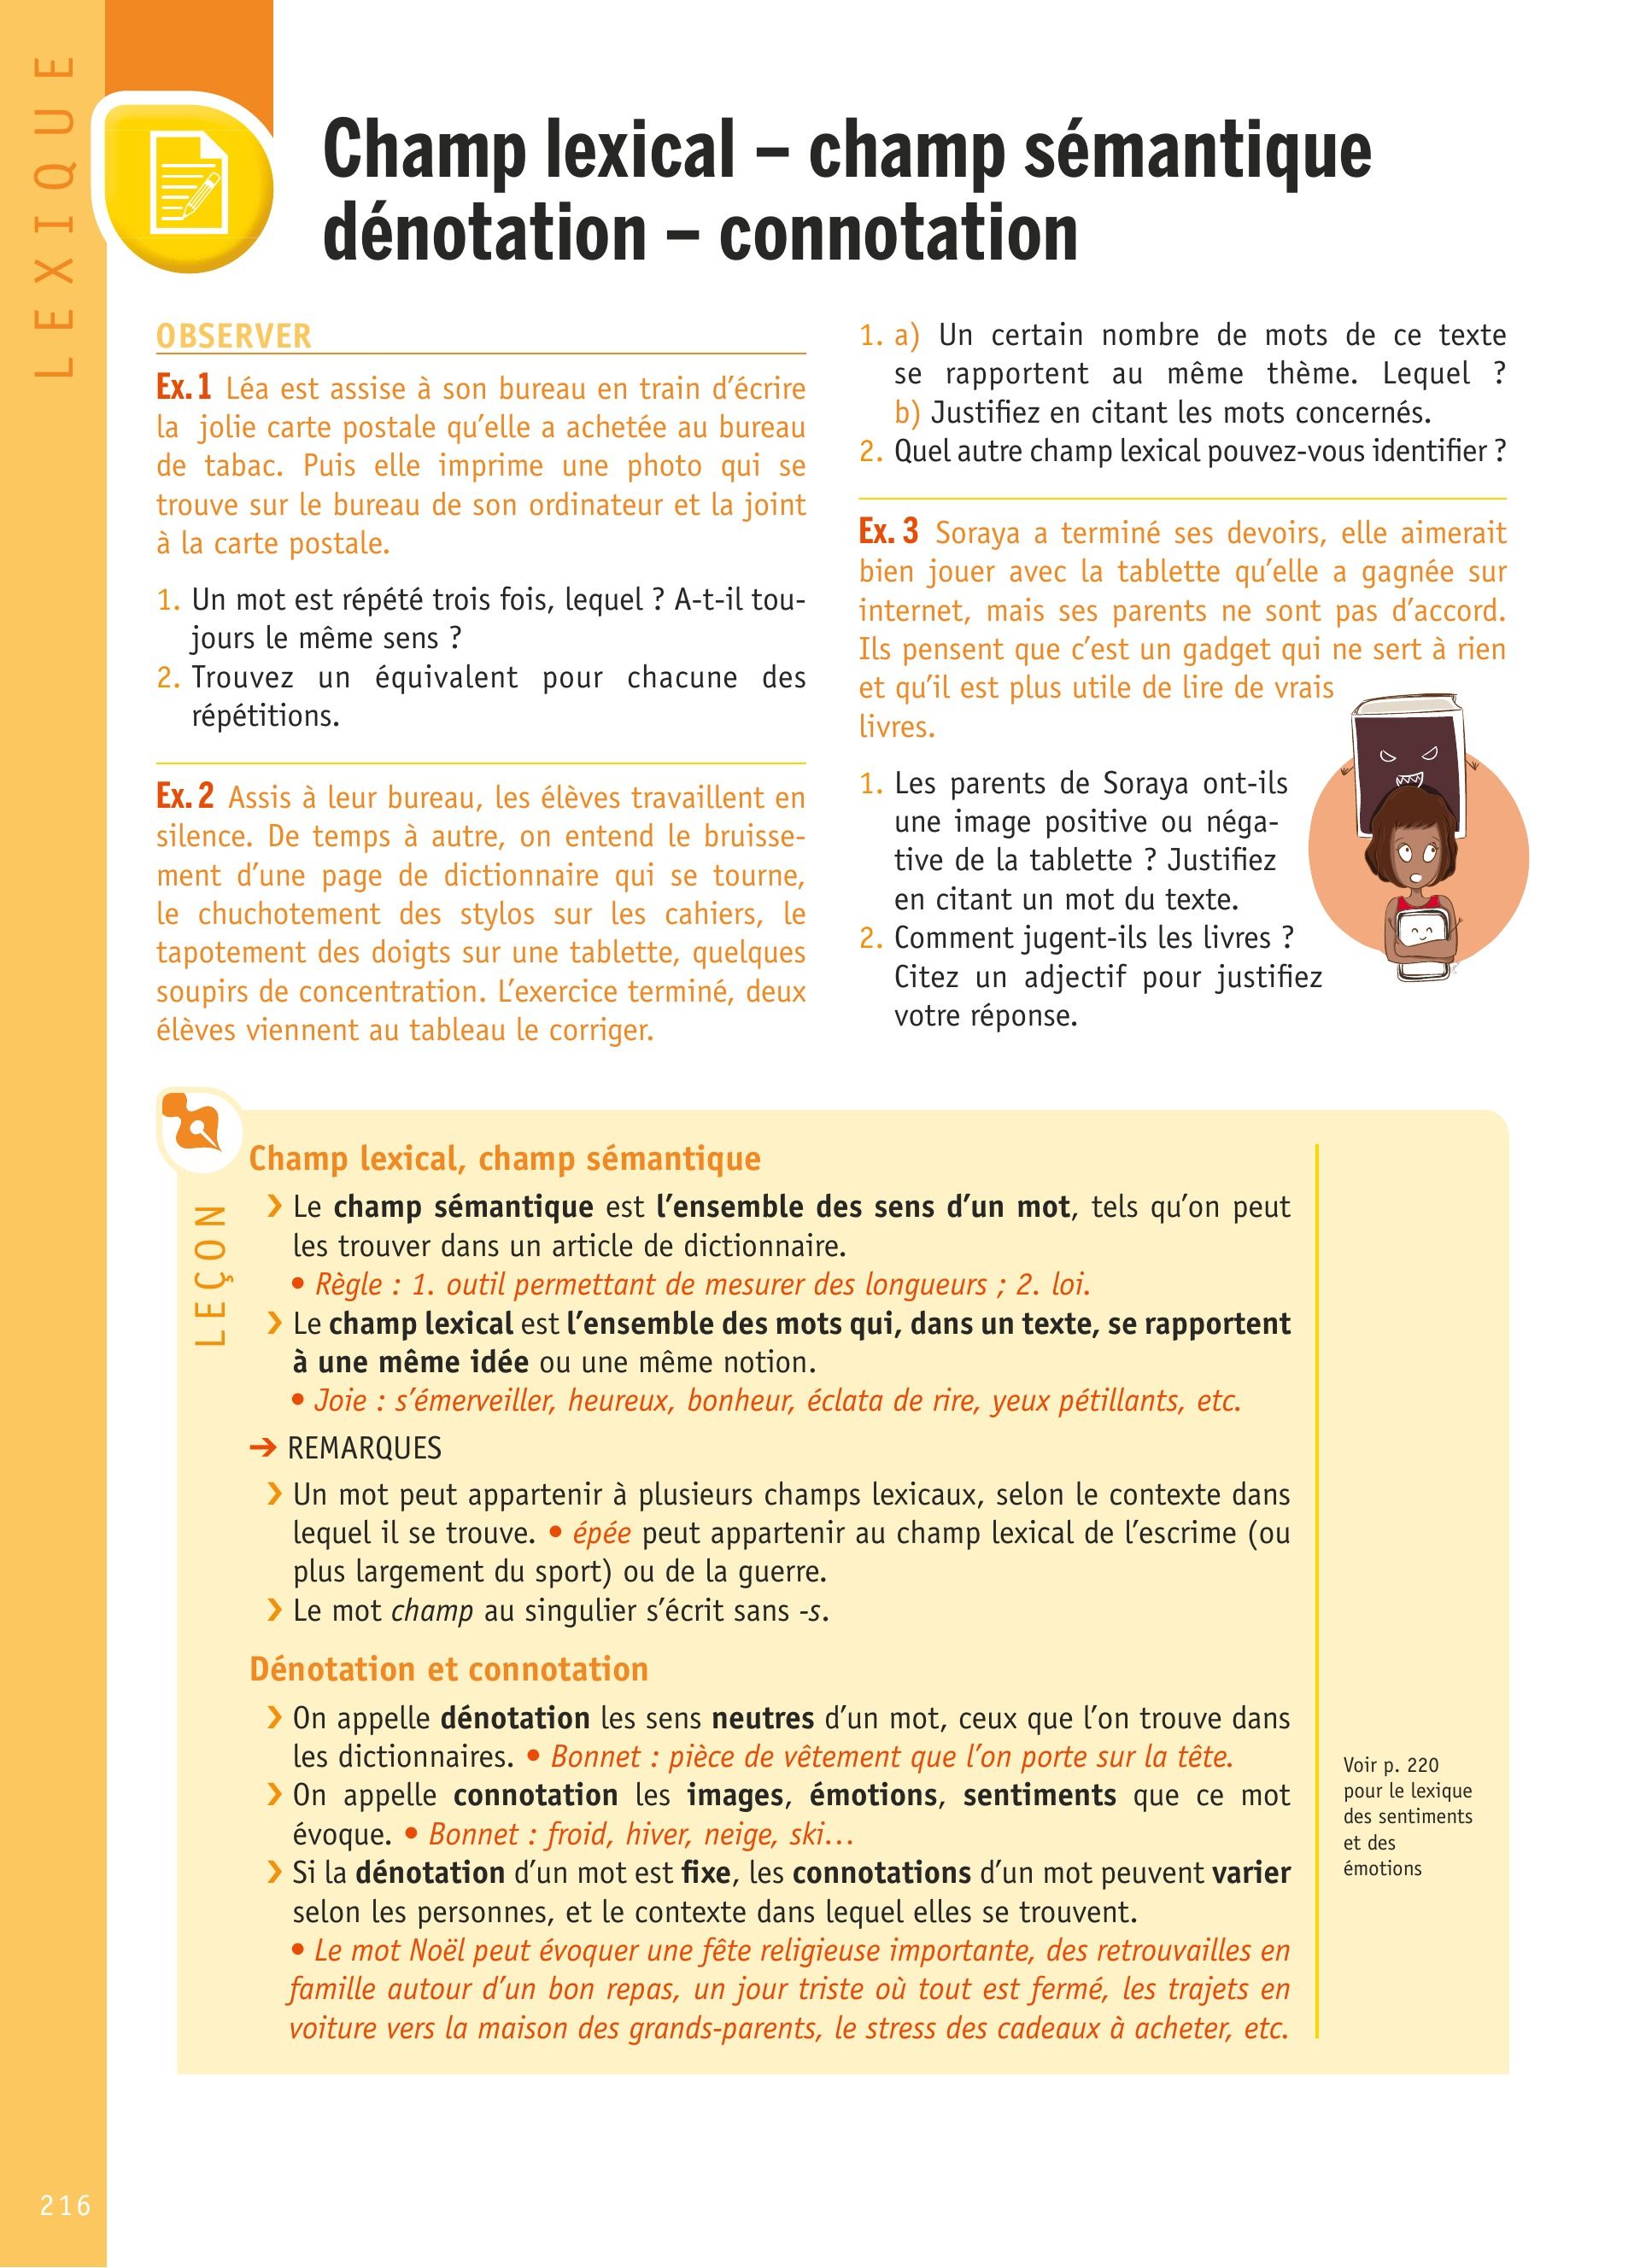 LEXIQUE
Champ lexical – champ sémantique
dénotation – connotation
OBSERVER
Ex. 1 Léa est assise à son bureau en train d’écrire
la jolie carte postale qu’elle a achetée au bureau
de tabac. Puis elle imprime une photo qui se
trouve sur le bureau de son ordinateur et la joint
à la carte postale.
1. Un mot est répété trois fois, lequel ? A-t-il tou-
jours le même sens ?
2. Trouvez un équivalent pour chacune des
répétitions.
Ex. 2 Assis à leur bureau, les élèves travaillent en
silence. De temps à autre, on entend le bruisse-
ment d’une page de dictionnaire qui se tourne,
le chuchotement des stylos sur les cahiers, le
tapotement des doigts sur une tablette, quelques
soupirs de concentration. L’exercice terminé, deux
élèves viennent au tableau le corriger.
1. a) Un certain nombre de mots de ce texte
se rapportent au même thème. Lequel ?
b) Justifiez en citant les mots concernés.
2. Quel autre champ lexical pouvez-vous identifier ?
Ex. 3 Soraya a terminé ses devoirs, elle aimerait
bien jouer avec la tablette qu’elle a gagnée sur
internet, mais ses parents ne sont pas d’accord.
Ils pensent que c’est un gadget qui ne sert à rien
et qu’il est plus utile de lire de vrais
livres.
1. Les parents de Soraya ont-ils
une image positive ou néga-
tive de la tablette ? Justifiez
en citant un mot du texte.
2. Comment jugent-ils les livres ?
Citez un adjectif pour justifiez
votre réponse.
LEÇON
Champ lexical, champ sémantique
› Le champ sémantique est l’ensemble des sens d’un mot, tels qu’on peut
les trouver dans un article de dictionnaire.
• Règle : 1. outil permettant de mesurer des longueurs ; 2. loi.
› Le champ lexical est l’ensemble des mots qui, dans un texte, se rapportent
à une même idée ou une même notion.
• Joie : s’émerveiller, heureux, bonheur, éclata de rire, yeux pétillants, etc.
➔ REMARQUES
› Un mot peut appartenir à plusieurs champs lexicaux, selon le contexte dans
lequel il se trouve. • épée peut appartenir au champ lexical de l’escrime (ou
plus largement du sport) ou de la guerre.
› Le mot champ au singulier s’écrit sans -s.
Dénotation et connotation
› On appelle dénotation les sens neutres d’un mot, ceux que l’on trouve dans
les dictionnaires. • Bonnet : pièce de vêtement que l’on porte sur la tête.
› On appelle connotation les images, émotions, sentiments que ce mot
évoque. • Bonnet : froid, hiver, neige, ski…
› Si la dénotation d’un mot est fixe, les connotations d’un mot peuvent varier
selon les personnes, et le contexte dans lequel elles se trouvent.
• Le mot Noël peut évoquer une fête religieuse importante, des retrouvailles en
famille autour d’un bon repas, un jour triste où tout est fermé, les trajets en
voiture vers la maison des grands-parents, le stress des cadeaux à acheter, etc.
Voir p. 220
pour le lexique
des sentiments
et des
émotions
216